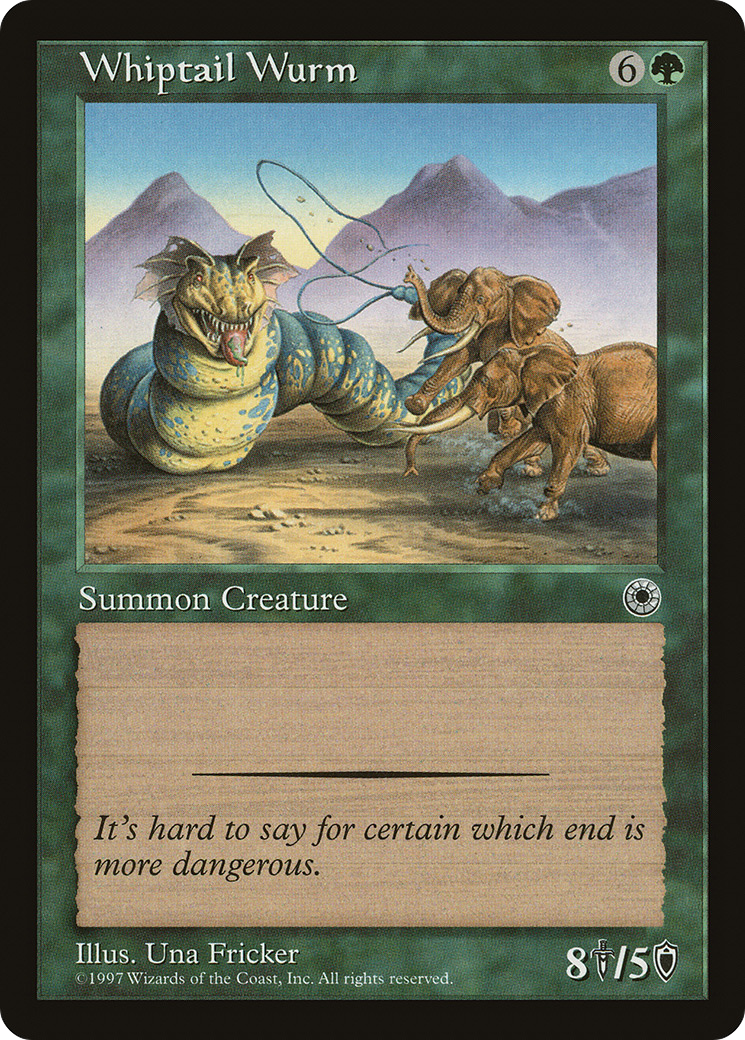 Whiptail Wurm 6
Summon Creature
It's hard to say for certain which end is
more dangerous.
Illus. Una Fricker
©1997 Wizards of the Coast, Inc. All rights reserved.
8/5